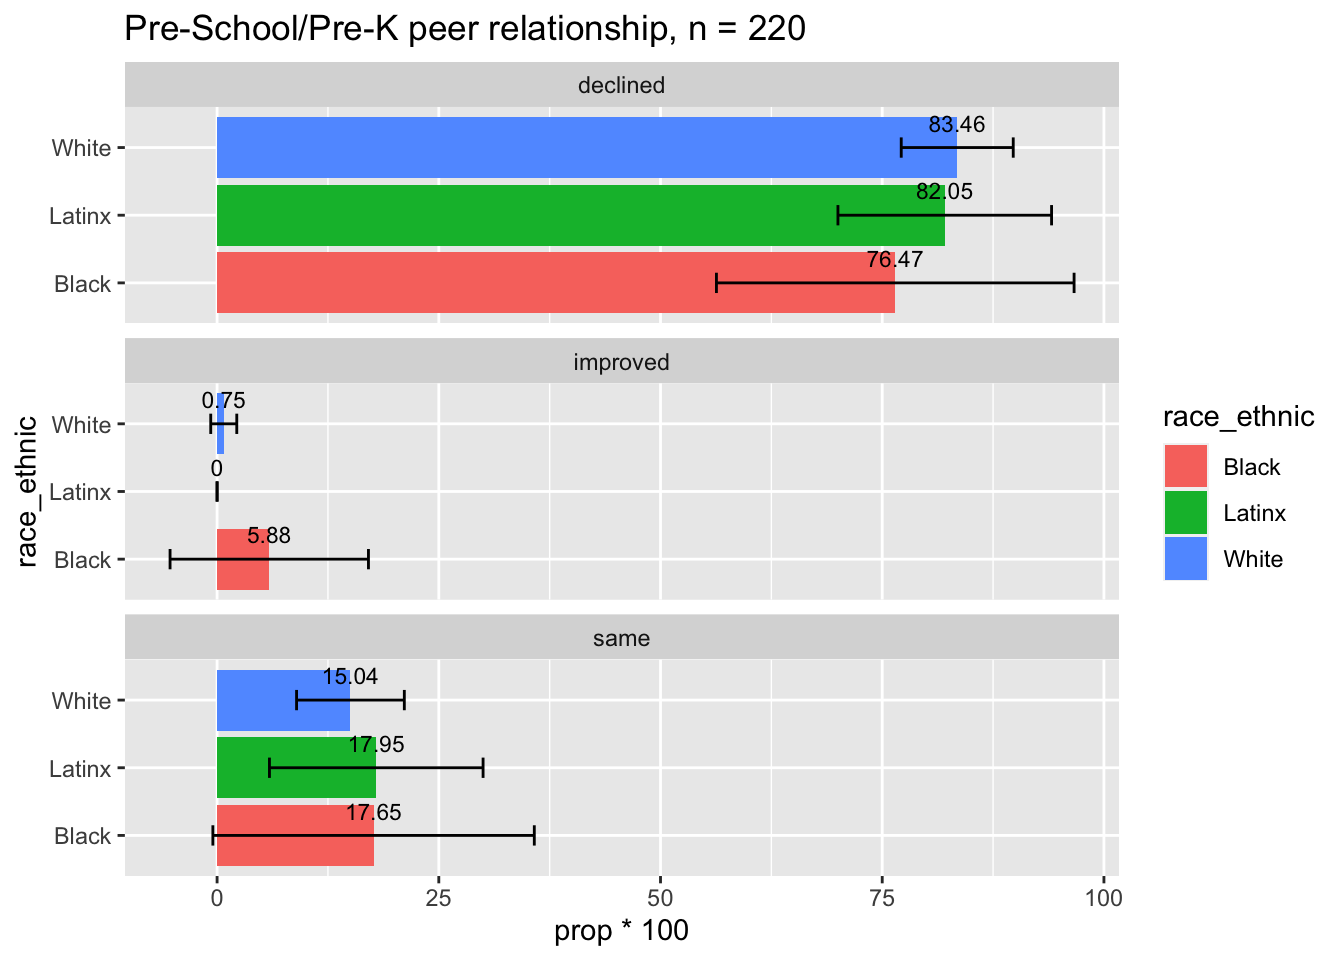 Pre-School/Pre-K peer relationship, n = 220
declined
White
83.46
Latinx
82.05
Black
76.47
improved
White
0.75
Latinx
0
Black
5.88
same
White
15.04
Latinx
17.95
Black
17.65
0 25 50 75 100
prop * 100
race_ethnic
race_ethnic
Black
Latinx
White